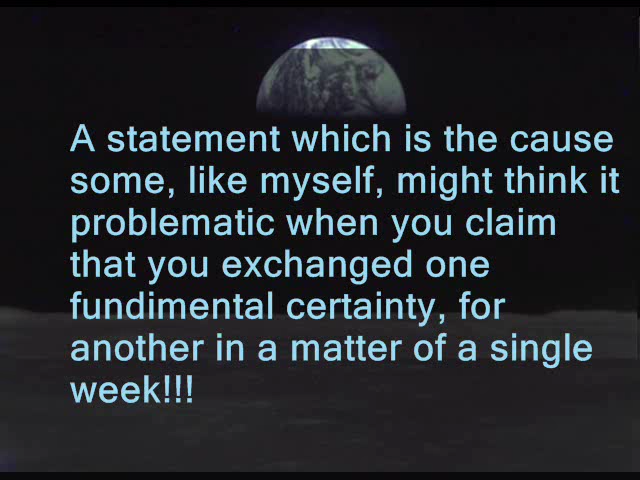 A statement which is the cause
some, like myself, might think it
problematic when you claim
that you exchanged one
fundimental certainty, for
another in a matter of a single
week!!!